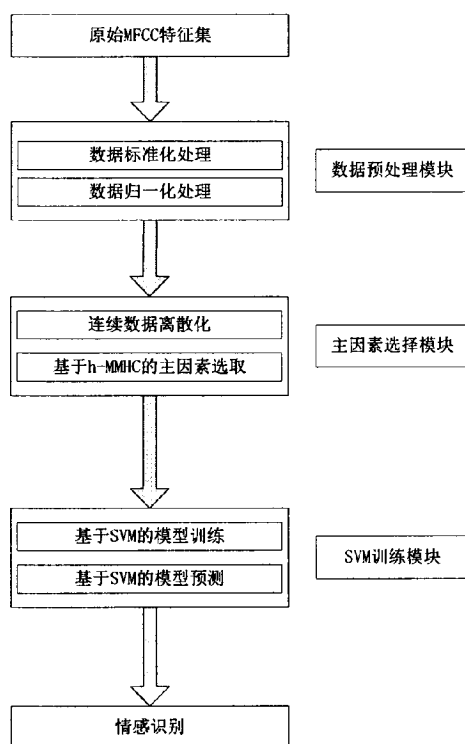 原始MFCC特征集
数据标准化处理
数据归一化处理
数据预处理模块
连续数据离散化
基于h-MMHC的主因素选取
主因素选择模块
基于SVM的模型训练
基于SVM的模型预测
SVM训练模块
情感识别